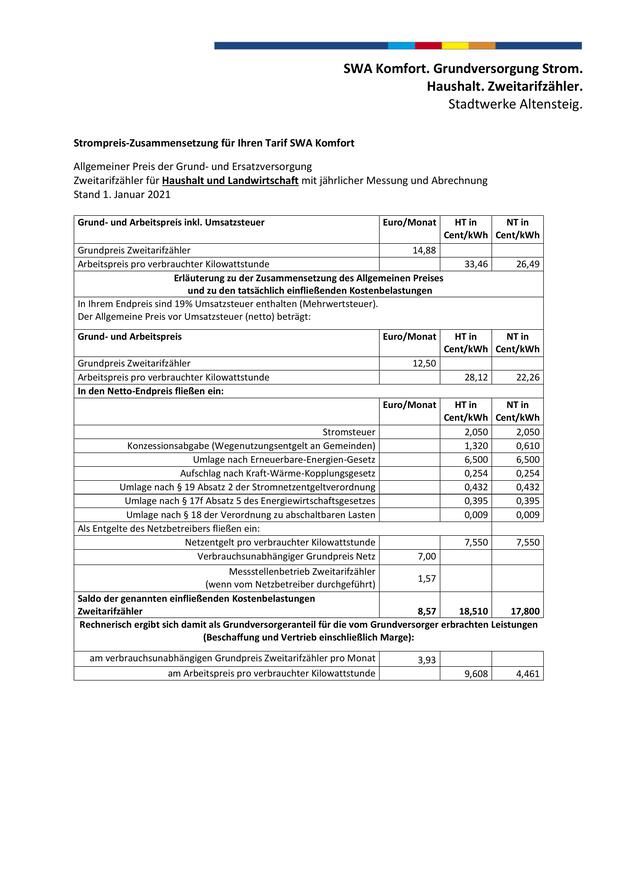 SWA Komfort. Grundversorgung Strom.
Haushalt. Zweitarifzähler.
Stadtwerke Altensteig.
Strompreis-Zusammensetzung für Ihren Tarif SWA Komfort
Allgemeiner Preis der Grund- und Ersatzversorgung
Zweitarifzähler für Haushalt und Landwirtschaft mit jährlicher Messung und Abrechnung
Stand 1. Januar 2021
Grund- und Arbeitspreis inkl. Umsatzsteuer Euro/Monat HT in NT in
Cent/kWh Cent/kWh
Grundpreis Zweitarifzähler 14,88
Arbeitspreis pro verbrauchter Kilowattstunde 33,46 26,49
Erläuterung zu der Zusammensetzung des Allgemeinen Preises
und zu den tatsächlich einfließenden Kostenbelastungen
In Ihrem Endpreis sind 19% Umsatzsteuer enthalten (Mehrwertsteuer).
Der Allgemeine Preis vor Umsatzsteuer (netto) beträgt:
Grund- und Arbeitspreis Euro/Monat HT in NT in
Cent/kWh Cent/kWh
Grundpreis Zweitarifzähler 12,50
Arbeitspreis pro verbrauchter Kilowattstunde 28,12 22,26
In den Netto-Endpreis fließen ein:
Euro/Monat HT in NT in
Cent/kWh Cent/kWh
Stromsteuer 2,050 2,050
Konzessionsabgabe (Wegenutzungsentgelt an Gemeinden) 1,320 0,610
Umlage nach Erneuerbare-Energien-Gesetz 6,500 6,500
Aufschlag nach Kraft-Wärme-Kopplungsgesetz 0,254 0,254
Umlage nach § 19 Absatz 2 der Stromnetzentgeltverordnung 0,432 0,432
Umlage nach § 17f Absatz 5 des Energiewirtschaftsgesetzes 0,395 0,395
Umlage nach § 18 der Verordnung zu abschaltbaren Lasten 0,009 0,009
Als Entgelte des Netzbetreibers fließen ein:
Netzentgelt pro verbrauchter Kilowattstunde 7,550 7,550
Verbrauchsunabhängiger Grundpreis Netz 7,00
Messstellenbetrieb Zweitarifzähler
(wenn vom Netzbetreiber durchgeführt) 1,57
Saldo der genannten einfließenden Kostenbelastungen
Zweitarifzähler 8,57 18,510 17,800
Rechnerisch ergibt sich damit als Grundversorgeranteil für die vom Grundversorger erbrachten Leistungen
(Beschaffung und Vertrieb einschließlich Marge):
am verbrauchsunabhängigen Grundpreis Zweitarifzähler pro Monat 3,93
am Arbeitspreis pro verbrauchter Kilowattstunde 9,608 4,461